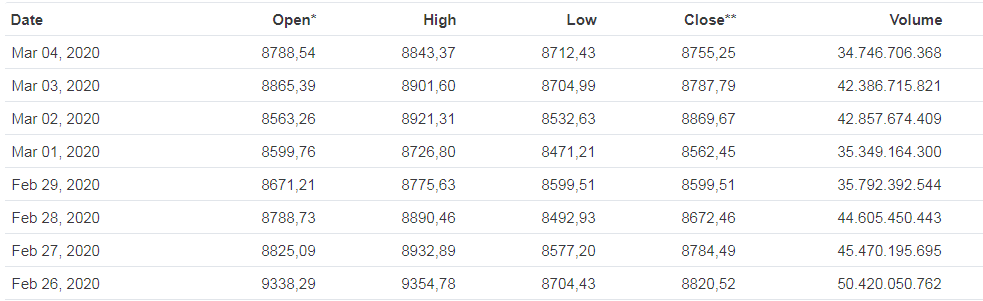 Date Open* High Low Close** Volume
Mar 04, 2020 8788,54 8843,37 8712,43 8755,25 34.746.706.368
Mar 03, 2020 8865,39 8901,60 8704,99 8787,79 42.386.715.821
Mar 02, 2020 8563,26 8921,31 8532,63 8869,67 42.857.674.409
Mar 01, 2020 8599,76 8726,80 8471,21 8562,45 35.349.164.300
Feb 29, 2020 8671,21 8775,63 8599,51 8599,51 35.792.392.544
Feb 28, 2020 8788,73 8890,46 8492,93 8672,46 44.605.450.443
Feb 27, 2020 8825,09 8932,89 8577,20 8784,49 45.470.195.695
Feb 26, 2020 9338,29 9354,78 8704,43 8820,52 50.420.050.762